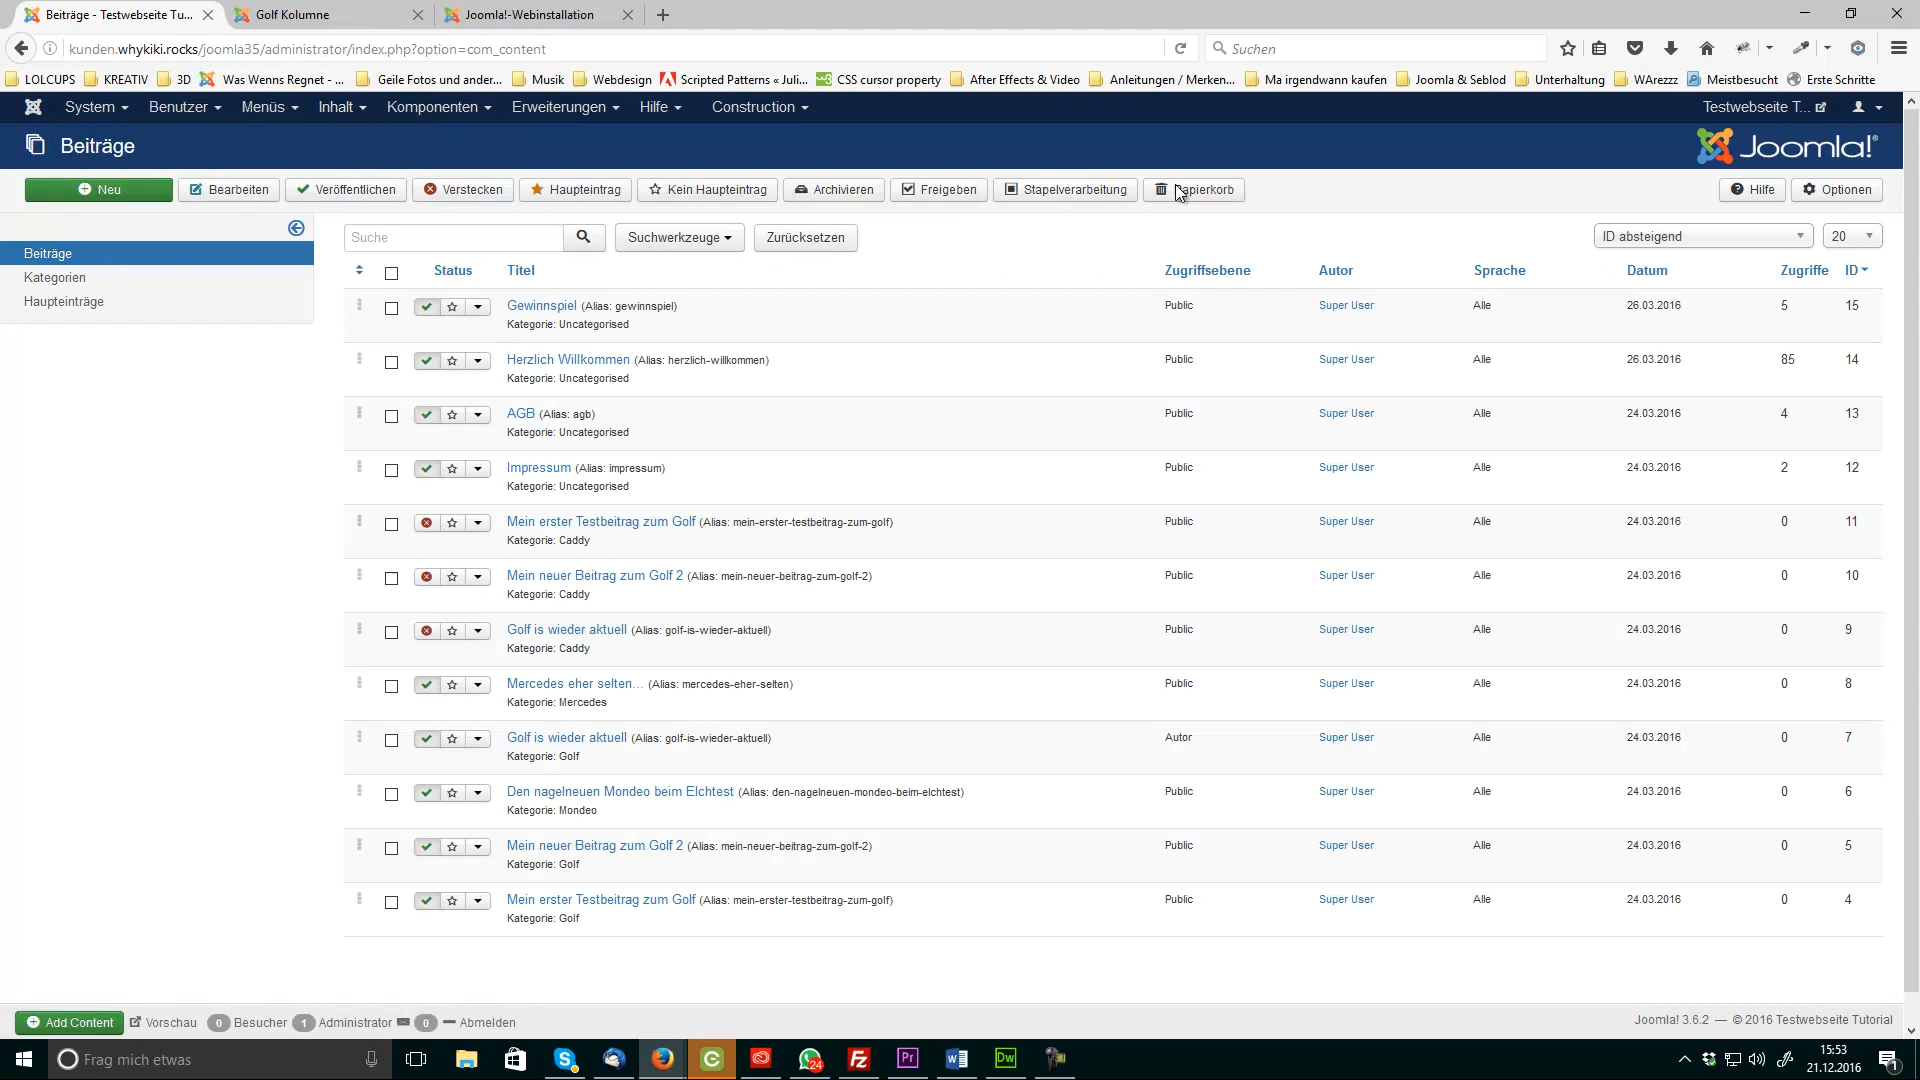 Beiträge - Testwebseite Tu...
Golf Kolumne
Joomla!-Webinstallation
kunden.whykiki.rocks/joomla35/administrator/index.php?option=com_content
Suchen
LOLCUPS
KREATIV
3D
Was Wenns Regnet - ...
Geile Fotos und ander...
Musik
Webdesign
Scripted Patterns « Juli...
CSS cursor property
After Effects & Video
Anleitungen / Merken...
Ma irgendwann kaufen
Joomla & Seblod
Unterhaltung
WArezzz
Meistbesucht
Erste Schritte
System Benutzer Menüs Inhalt Komponenten Erweiterungen Hilfe Construction
Testwebseite T...
Beiträge
Joomla!®
Neu
Bearbeiten
Veröffentlichen
Verstecken
Haupteintrag
Kein Haupteintrag
Archivieren
Freigeben
Stapelverarbeitung
Papierkorb
Hilfe
Optionen
Beiträge
Kategorien
Haupteinträge
Suche
Suchwerkzeuge
Zurücksetzen
ID absteigend
20
Status Titel Zugriffsebene Autor Sprache Datum Zugriffe ID
Gewinnspiel (Alias: gewinnspiel) Public Super User Alle 26.03.2016 5 15
Kategorie: Uncategorised
Herzlich Willkommen (Alias: herzlich-willkommen) Public Super User Alle 26.03.2016 85 14
Kategorie: Uncategorised
AGB (Alias: agb) Public Super User Alle 24.03.2016 4 13
Kategorie: Uncategorised
Impressum (Alias: impressum) Public Super User Alle 24.03.2016 2 12
Kategorie: Uncategorised
Mein erster Testbeitrag zum Golf (Alias: mein-erster-testbeitrag-zum-golf) Public Super User Alle 24.03.2016 0 11
Kategorie: Caddy
Mein neuer Beitrag zum Golf 2 (Alias: mein-neuer-beitrag-zum-golf-2) Public Super User Alle 24.03.2016 0 10
Kategorie: Caddy
Golf is wieder aktuell (Alias: golf-is-wieder-aktuell) Public Super User Alle 24.03.2016 0 9
Kategorie: Caddy
Mercedes eher selten... (Alias: mercedes-eher-selten) Public Super User Alle 24.03.2016 0 8
Kategorie: Mercedes
Golf is wieder aktuell (Alias: golf-is-wieder-aktuell) Autor Super User Alle 24.03.2016 0 7
Kategorie: Golf
Den nagelneuen Mondeo beim Elchtest (Alias: den-nagelneuen-mondeo-beim-elchtest) Public Super User Alle 24.03.2016 0 6
Kategorie: Mondeo
Mein neuer Beitrag zum Golf 2 (Alias: mein-neuer-beitrag-zum-golf-2) Public Super User Alle 24.03.2016 0 5
Kategorie: Golf
Mein erster Testbeitrag zum Golf (Alias: mein-erster-testbeitrag-zum-golf) Public Super User Alle 24.03.2016 0 4
Kategorie: Golf
Add Content Vorschau 0 Besucher 1 Administrator 0 Abmelden
Joomla! 3.6.2 — © 2016 Testwebseite Tutorial
Frag mich etwas
24
Fz
Pr
Dw
15:53
21.12.2016
1